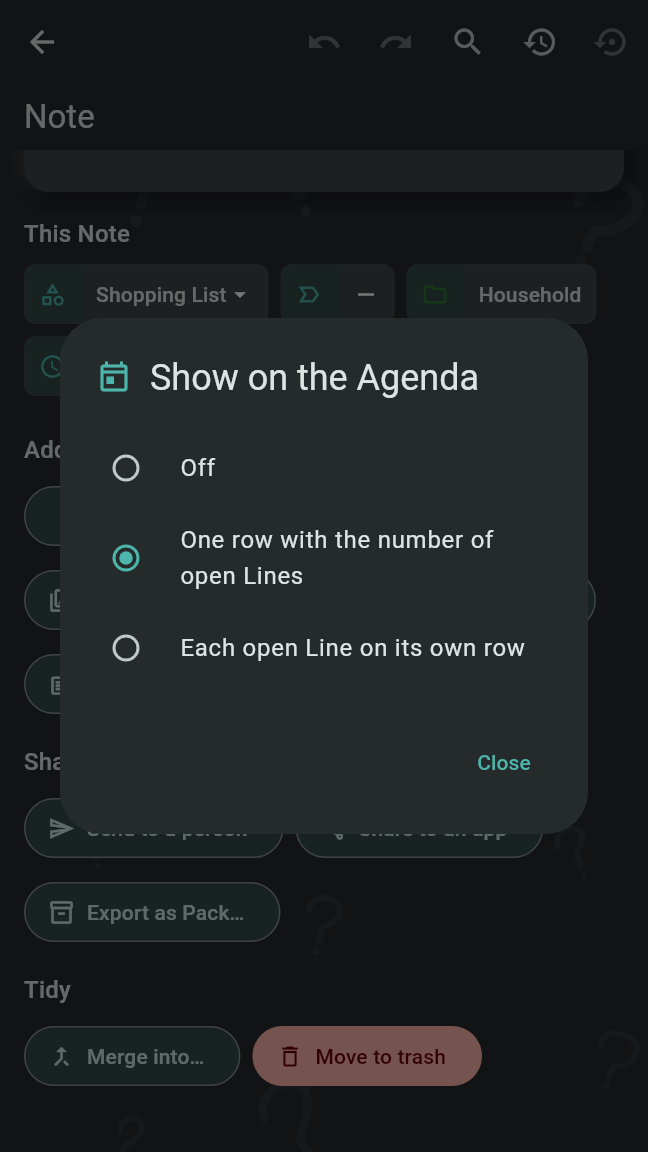 Note
This Note
Shopping List
Household
Show on the Agenda
Off
One row with the number of
open Lines
Each open Line on its own row
Close
Export as Pack…
Tidy
Merge into…
Move to trash